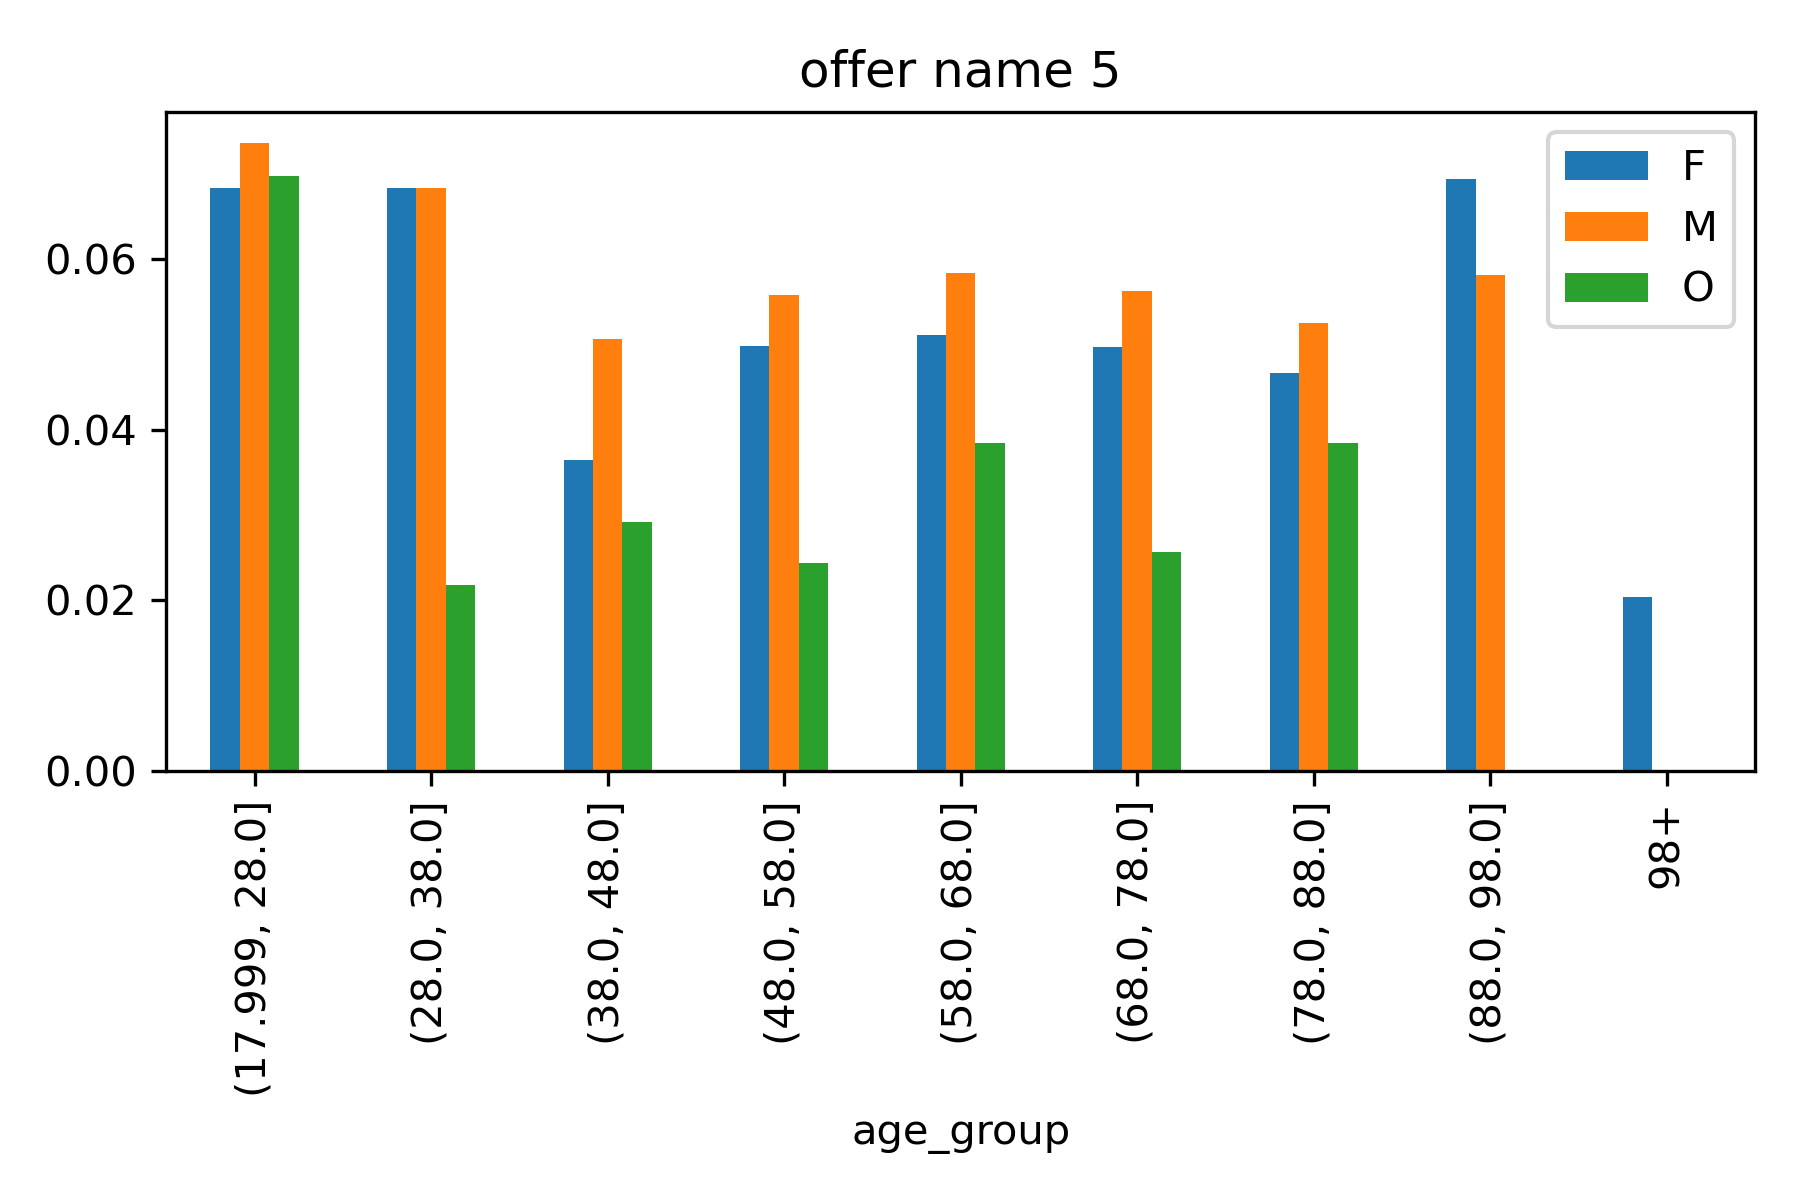 offer name 5
F
M
O
0.06
0.04
0.02
0.00
(17.999, 28.0]
(28.0, 38.0]
(38.0, 48.0]
(48.0, 58.0]
(58.0, 68.0]
(68.0, 78.0]
(78.0, 88.0]
(88.0, 98.0]
98+
age_group